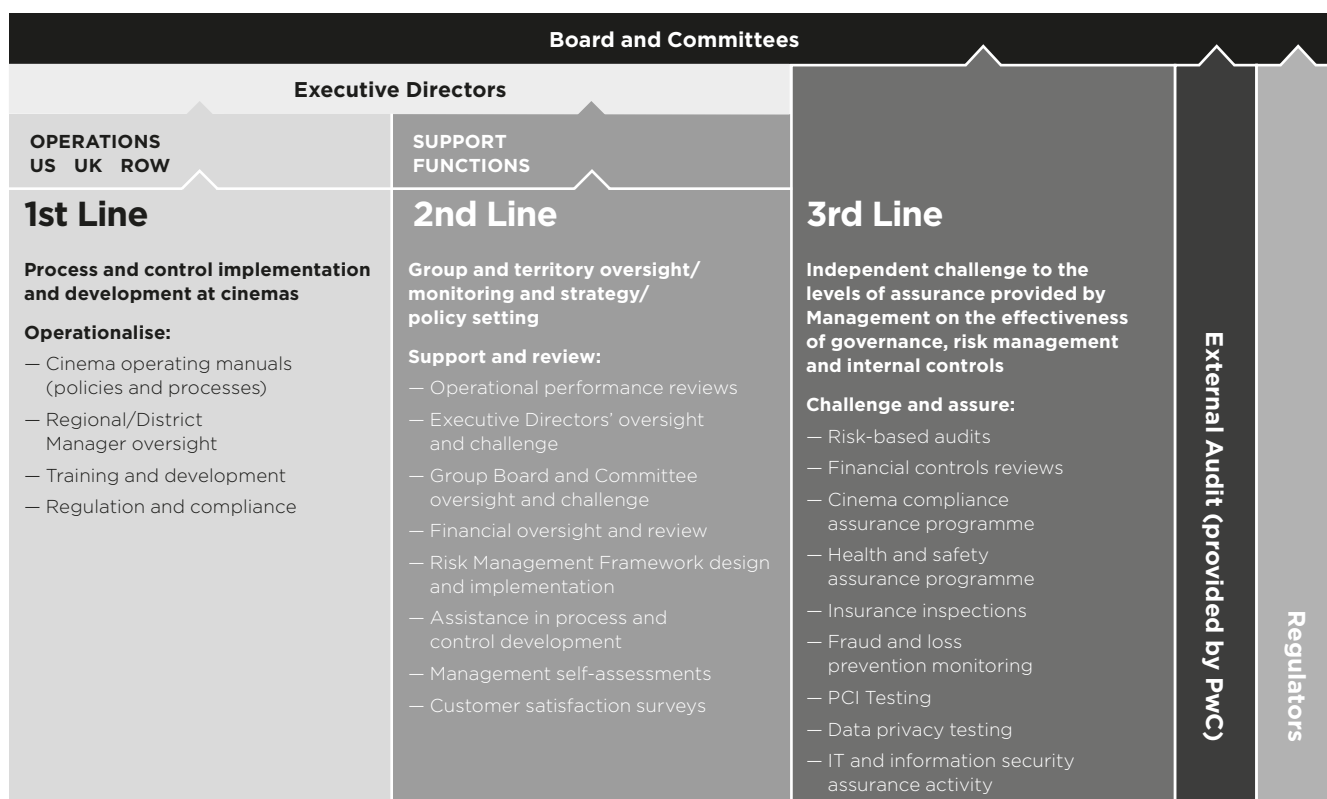 Board and Committees
Executive Directors
OPERATIONS
US UK ROW
1st Line
Process and control implementation
and development at cinemas
Operationalise:
— Cinema operating manuals
(policies and processes)
— Regional/District
Manager oversight
— Training and development
— Regulation and compliance
SUPPORT
FUNCTIONS
2nd Line
Group and territory oversight/
monitoring and strategy/
policy setting
Support and review:
— Operational performance reviews
— Executive Directors’ oversight
and challenge
— Group Board and Committee
oversight and challenge
— Financial oversight and review
— Risk Management Framework design
and implementation
— Assistance in process and
control development
— Management self-assessments
— Customer satisfaction surveys
3rd Line
Independent challenge to the
levels of assurance provided by
Management on the effectiveness
of governance, risk management
and internal controls
Challenge and assure:
— Risk-based audits
— Financial controls reviews
— Cinema compliance
assurance programme
— Health and safety
assurance programme
— Insurance inspections
— Fraud and loss
prevention monitoring
— PCI Testing
— Data privacy testing
— IT and information security
assurance activity
External Audit (provided by PwC)
Regulators